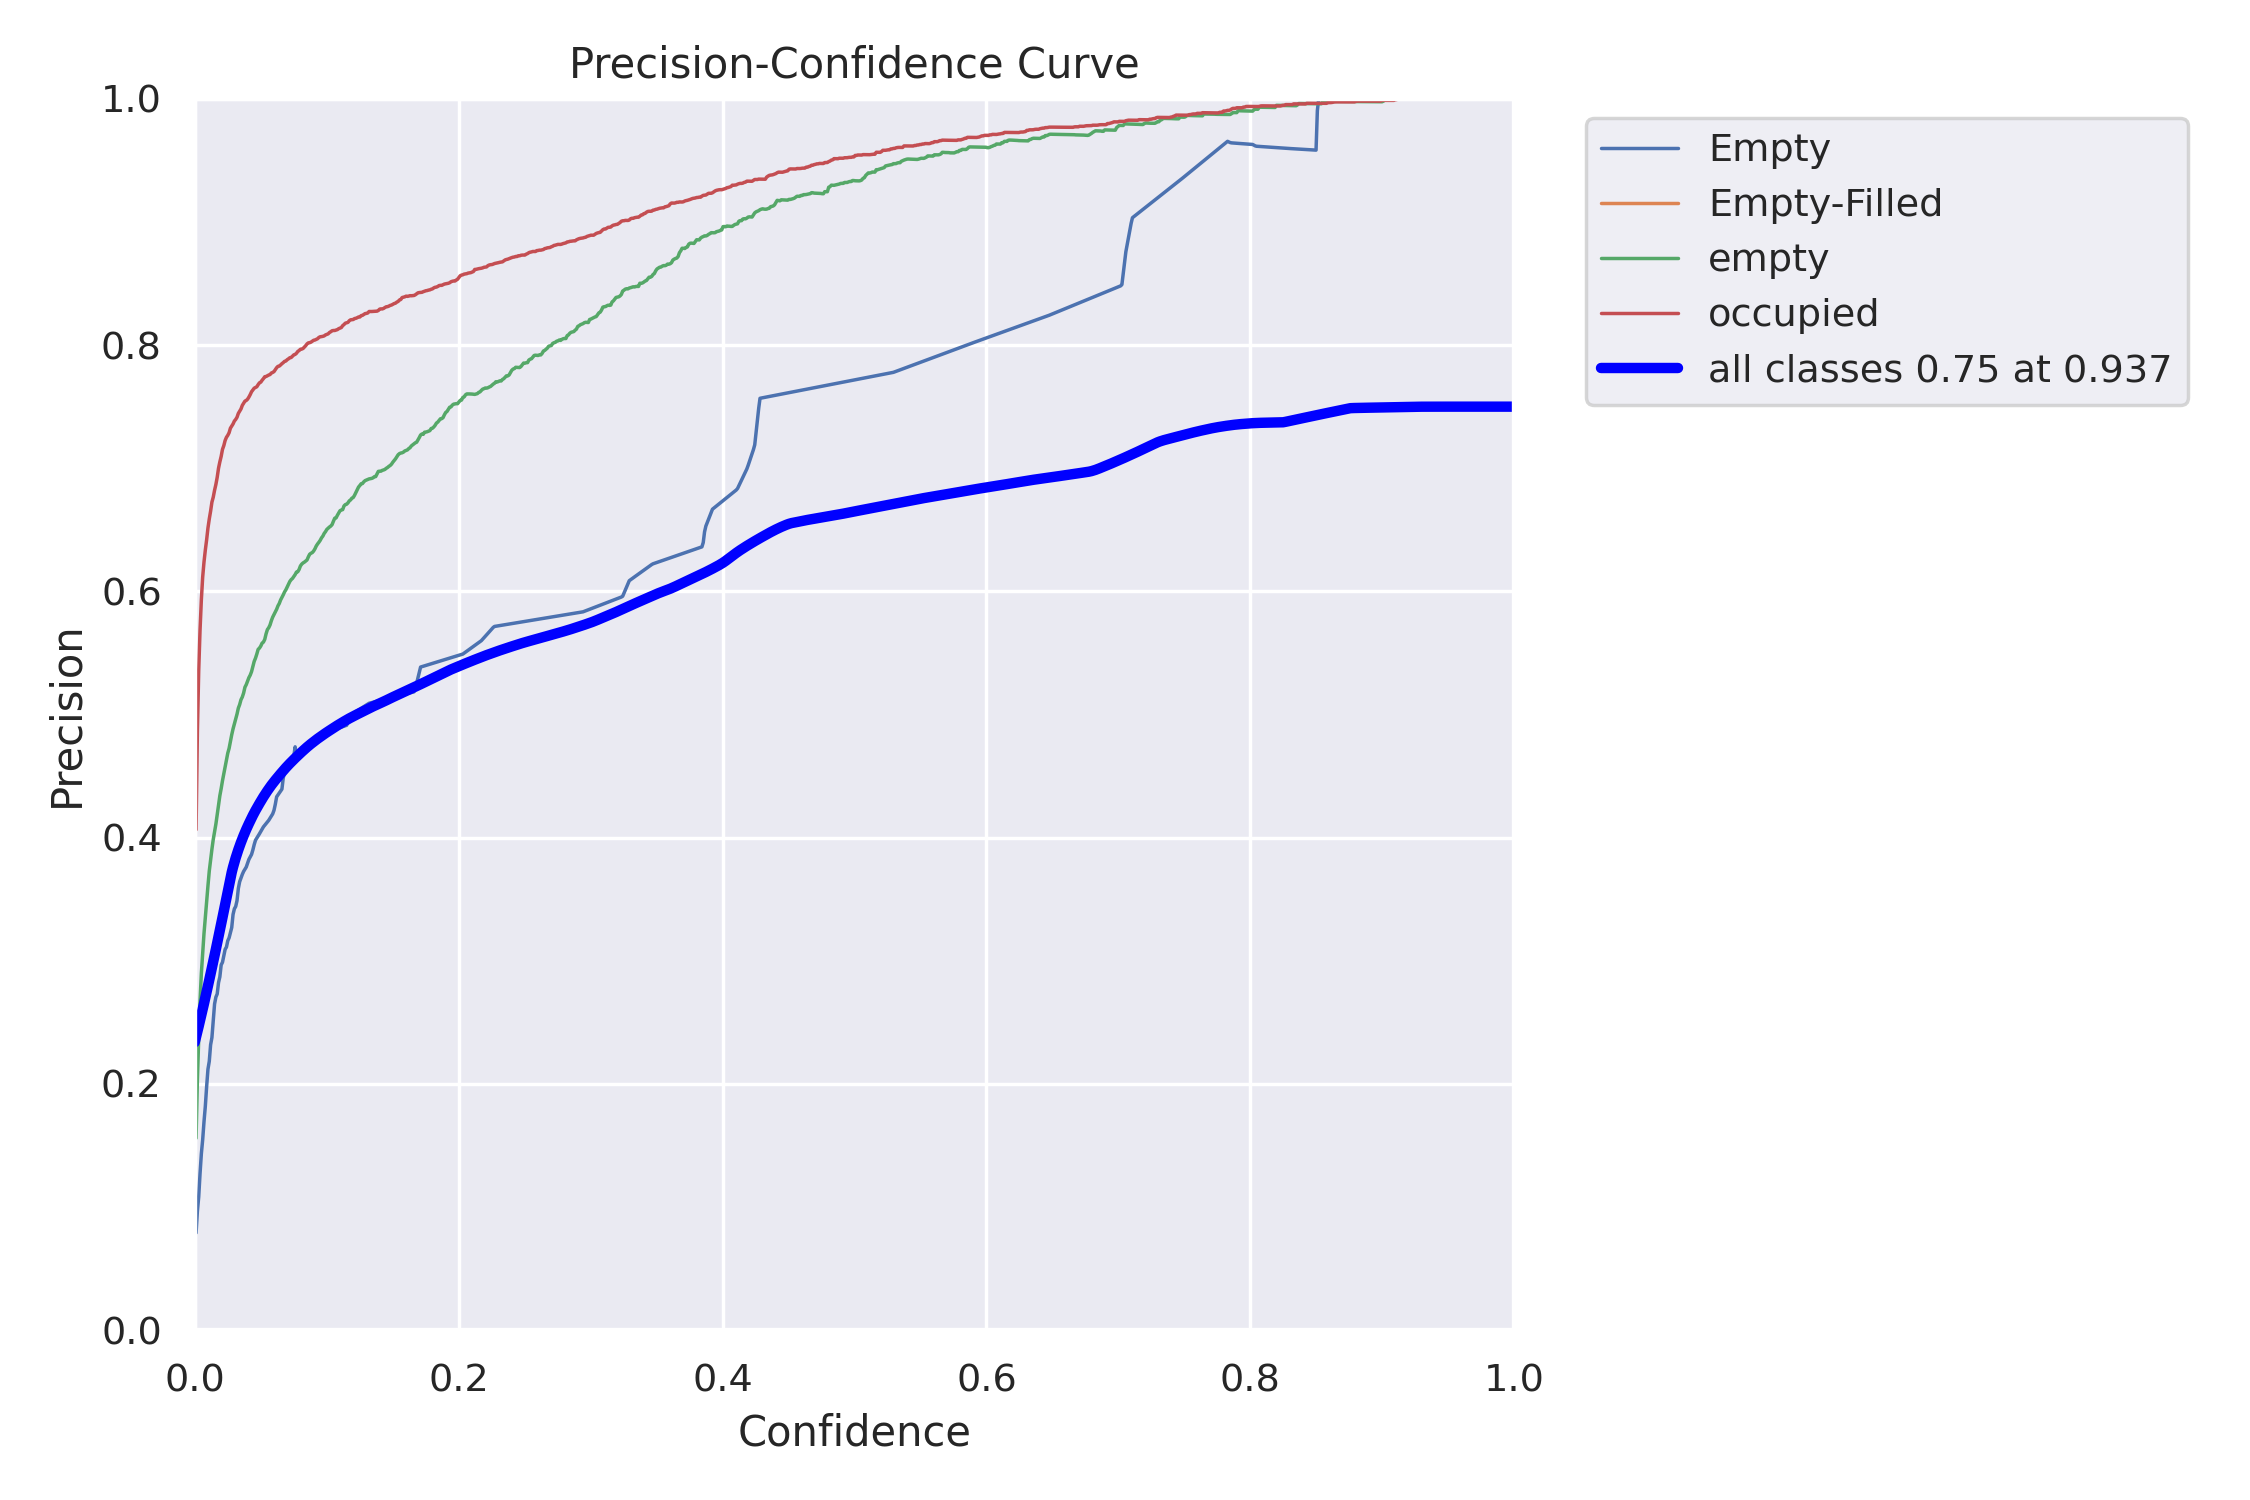 Precision-Confidence Curve
1.0
0.8
0.6
0.4
0.2
0.0
Precision
0.0 0.2 0.4 0.6 0.8 1.0
Confidence
Empty
Empty-Filled
empty
occupied
all classes 0.75 at 0.937